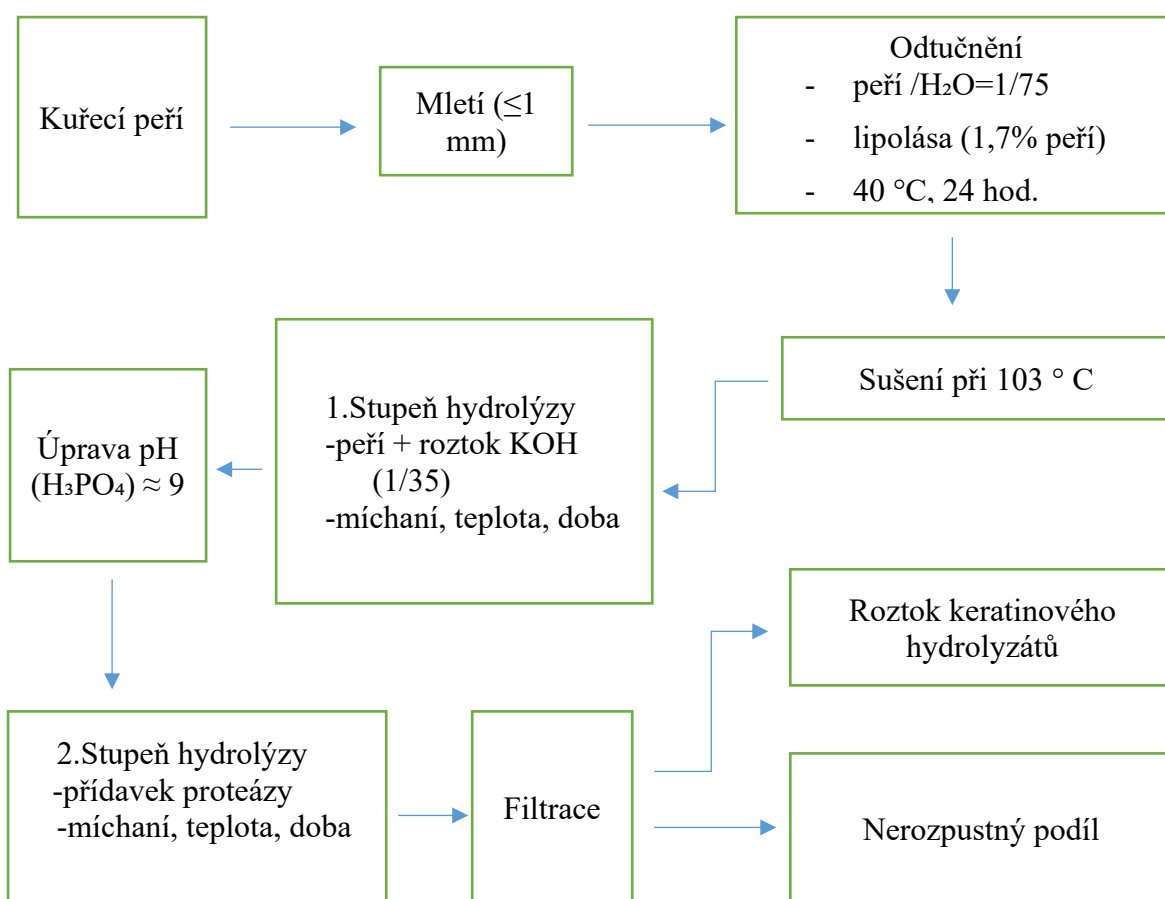 Kuřecí peří
Mletí (≤1
mm)
Odtučnění
- peří /H₂O=1/75
- lipolása (1,7% peří)
- 40 °C, 24 hod.
Sušení při 103 ° C
1.Stupeň hydrolýzy
-peří + roztok KOH
(1/35)
-míchaní, teplota, doba
Úprava pH
(H₃PO₄) ≈ 9
2.Stupeň hydrolýzy
-přídavek proteázy
-míchaní, teplota, doba
Filtrace
Roztok keratinového
hydrolyzátů
Nerozpustný podíl